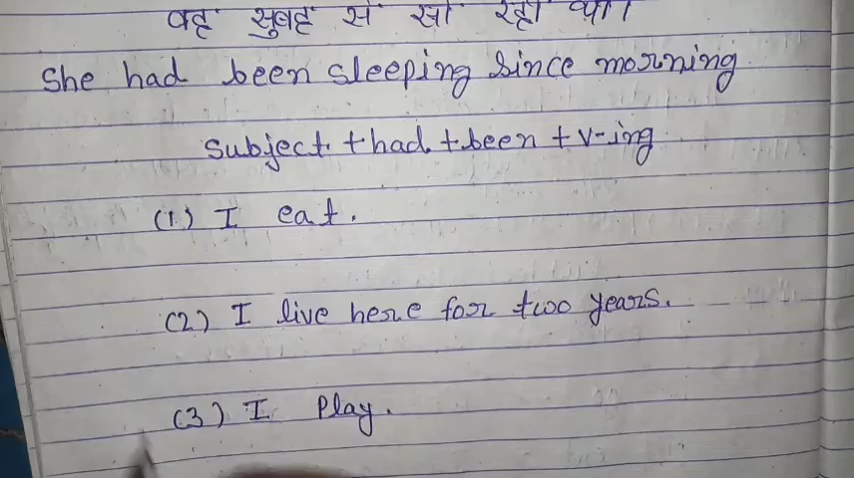 वह सुबह से सो रही थी।
She had been sleeping since morning
Subject + had + been + v-ing
(1) I eat.
(2) I live here for two years.
(3) I Play.